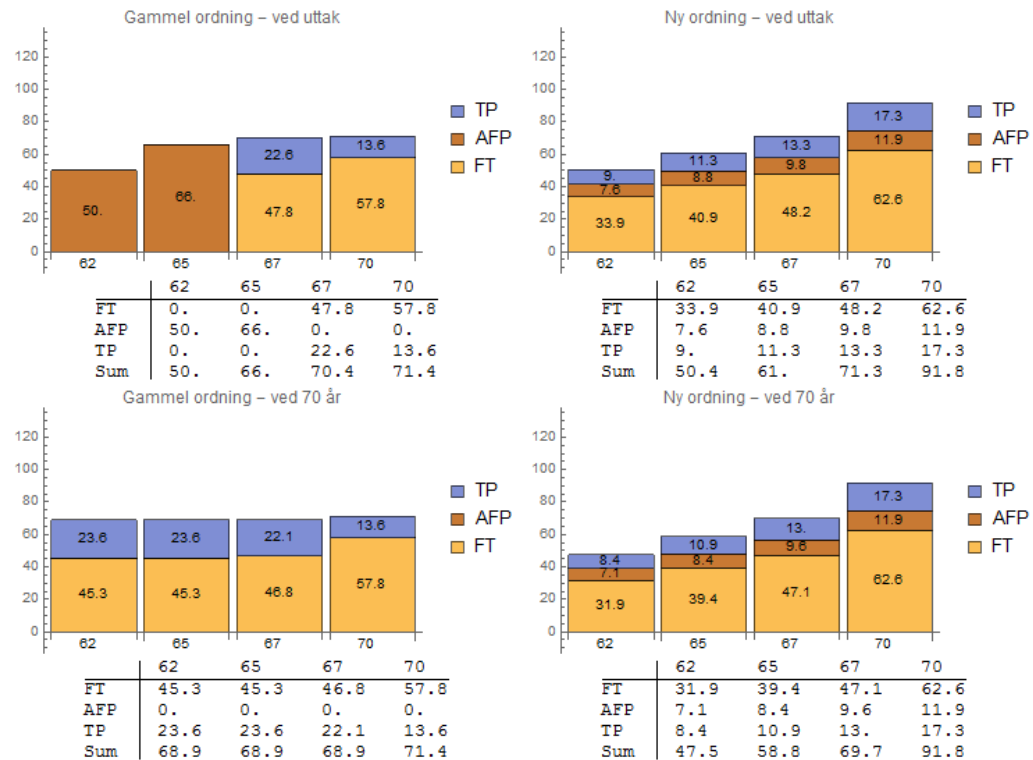 Gammel ordning – ved uttak
120
100
80
60
40
20
0
50.
66.
22.6
47.8
13.6
57.8
62 65 67 70
TP
AFP
FT
62 65 67 70
FT 0. 0. 47.8 57.8
AFP 50. 66. 0. 0.
TP 0. 0. 22.6 13.6
Sum 50. 66. 70.4 71.4
Ny ordning – ved uttak
120
100
80
60
40
20
0
9.
7.6
33.9
11.3
8.8
40.9
13.3
9.8
48.2
17.3
11.9
62.6
62 65 67 70
TP
AFP
FT
62 65 67 70
FT 33.9 40.9 48.2 62.6
AFP 7.6 8.8 9.8 11.9
TP 9. 11.3 13.3 17.3
Sum 50.4 61. 71.3 91.8
Gammel ordning – ved 70 år
120
100
80
60
40
20
0
23.6
45.3
23.6
45.3
22.1
46.8
13.6
57.8
62 65 67 70
TP
AFP
FT
62 65 67 70
FT 45.3 45.3 46.8 57.8
AFP 0. 0. 0. 0.
TP 23.6 23.6 22.1 13.6
Sum 68.9 68.9 68.9 71.4
Ny ordning – ved 70 år
120
100
80
60
40
20
0
8.4
7.1
31.9
10.9
8.4
39.4
13.
9.6
47.1
17.3
11.9
62.6
62 65 67 70
TP
AFP
FT
62 65 67 70
FT 31.9 39.4 47.1 62.6
AFP 7.1 8.4 9.6 11.9
TP 8.4 10.9 13. 17.3
Sum 47.5 58.8 69.7 91.8